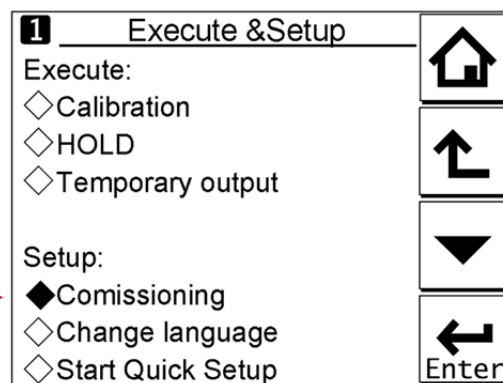 1 Execute &Setup
Execute:
Calibration
HOLD
Temporary output
Setup:
Comissioning
Change language
Start Quick Setup
Enter